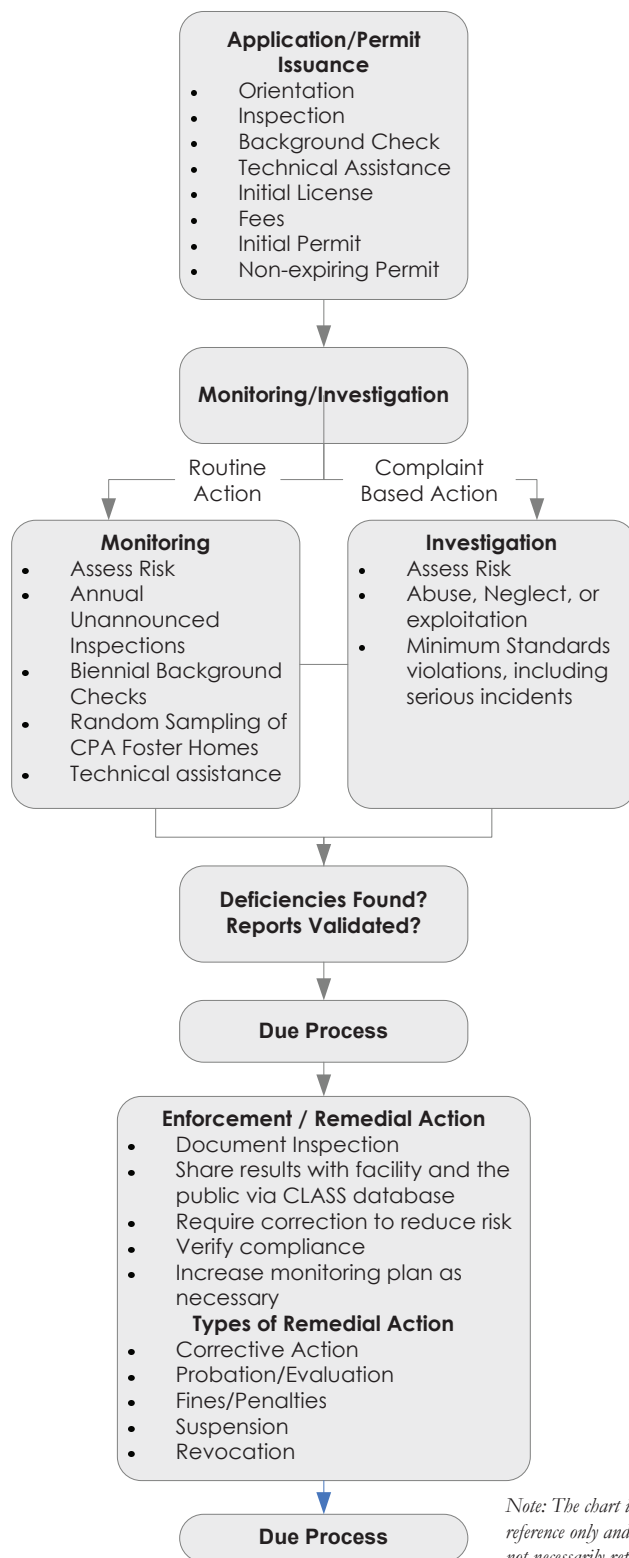 Application/Permit
Issuance
• Orientation
• Inspection
• Background Check
• Technical Assistance
• Initial License
• Fees
• Initial Permit
• Non-expiring Permit
Monitoring/Investigation
Routine
Action
Complaint
Based Action
Monitoring
• Assess Risk
• Annual
Unannounced
Inspections
• Biennial Background
Checks
• Random Sampling of
CPA Foster Homes
• Technical assistance
Investigation
• Assess Risk
• Abuse, Neglect, or
exploitation
• Minimum Standards
violations, including
serious incidents
Deficiencies Found?
Reports Validated?
Due Process
Enforcement / Remedial Action
• Document Inspection
• Share results with facility and the
public via CLASS database
• Require correction to reduce risk
• Verify compliance
• Increase monitoring plan as
necessary
Types of Remedial Action
• Corrective Action
• Probation/Evaluation
• Fines/Penalties
• Suspension
• Revocation
Due Process
Note: The chart
reference only and
not necessarily